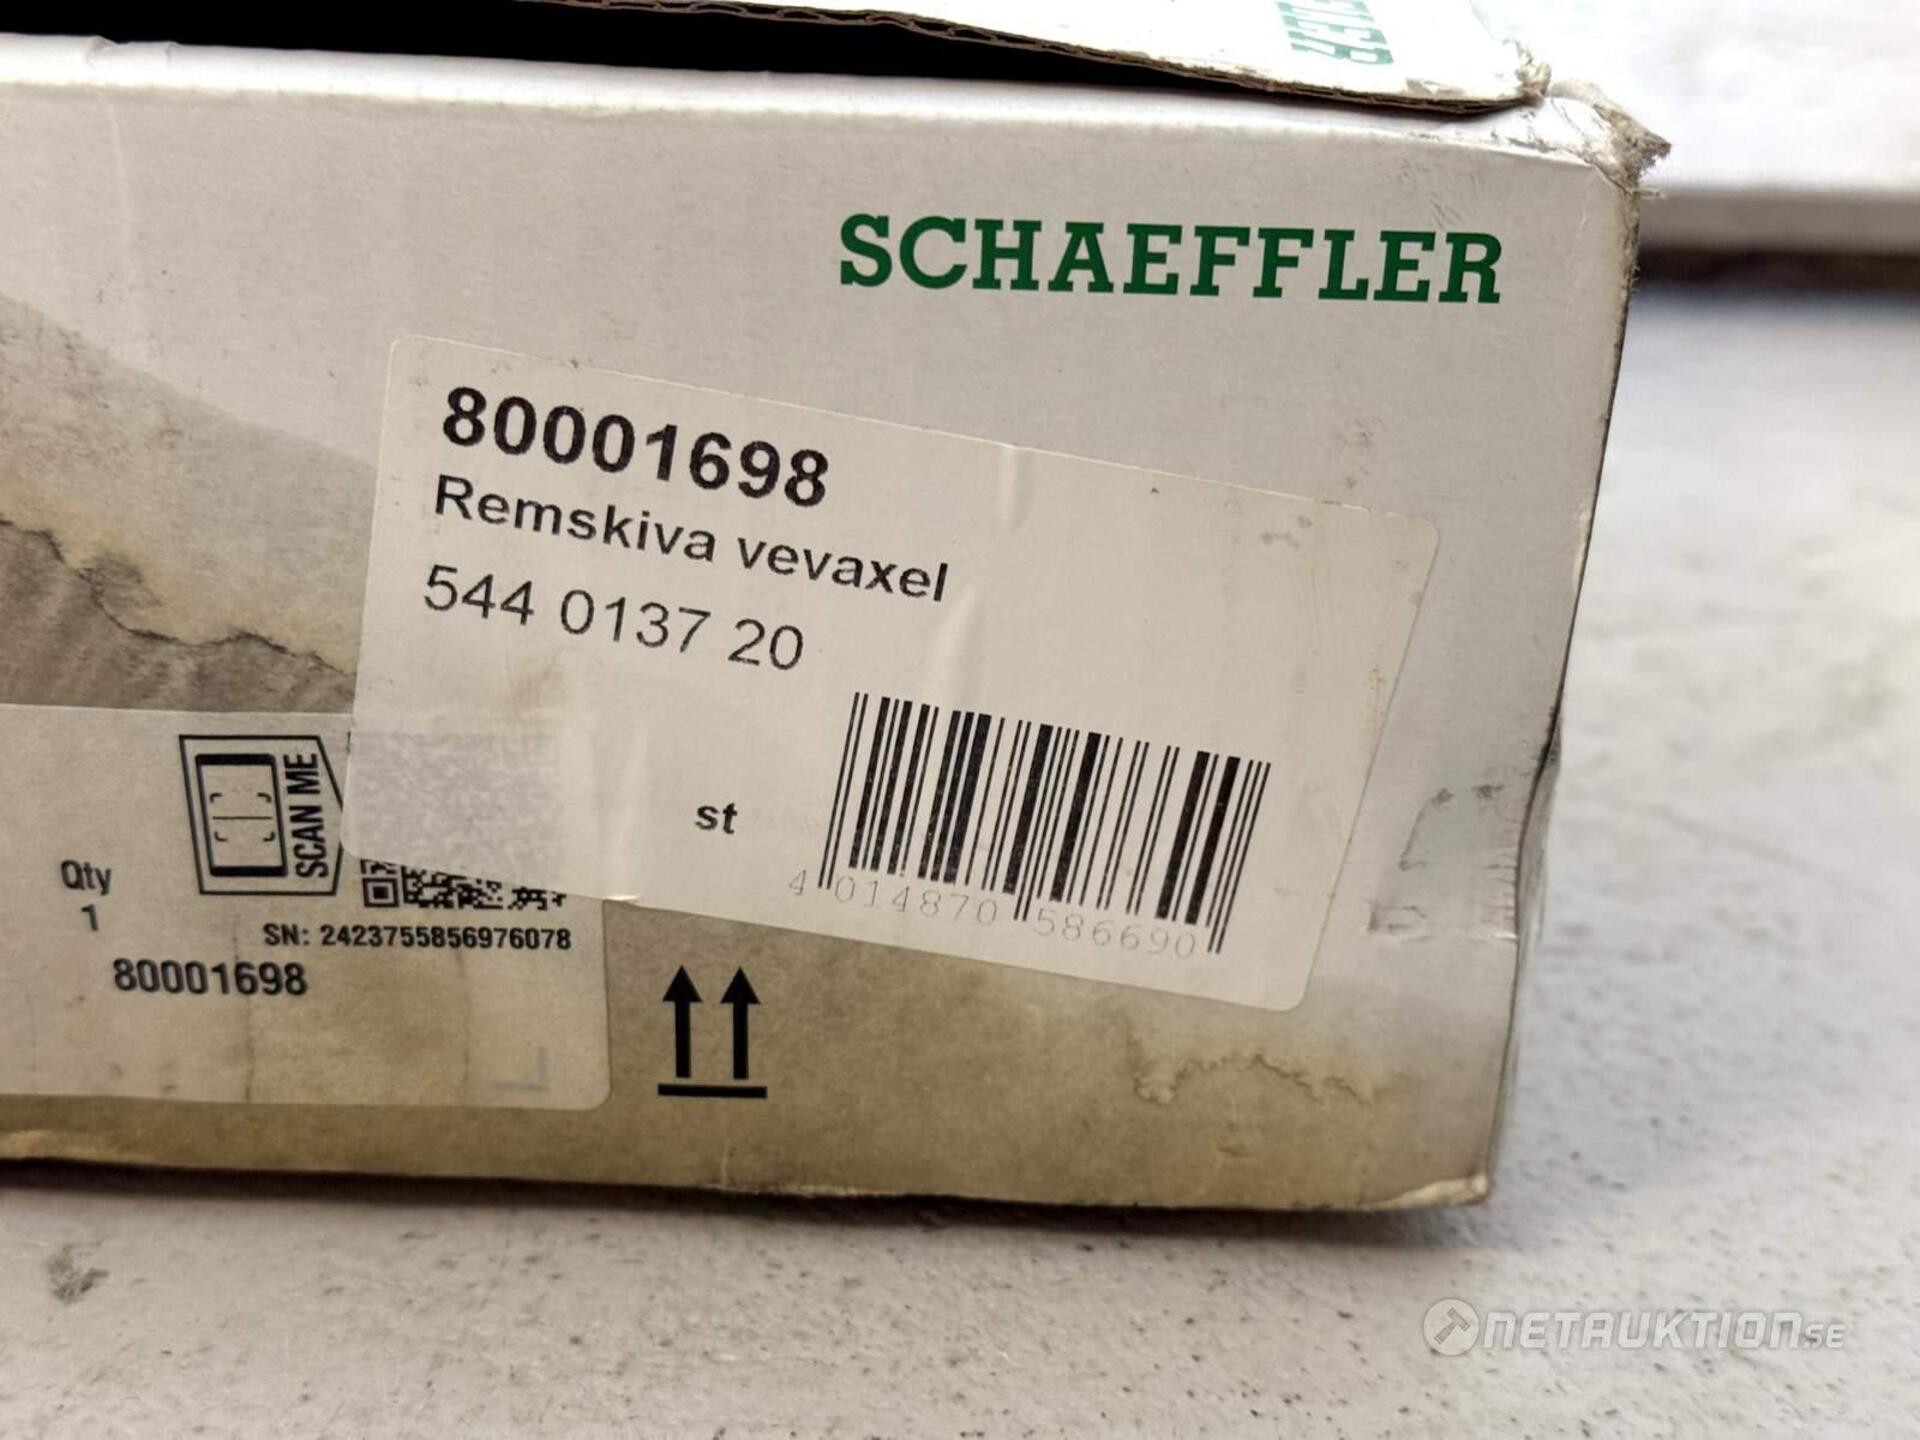 SCHAEFFLER
80001698
Remskiva vevaxel
544 0137 20
st
4 014870 586690
SCAN ME
Qty
1
SN: 2423755856976078
80001698
NETAUKTION.SE